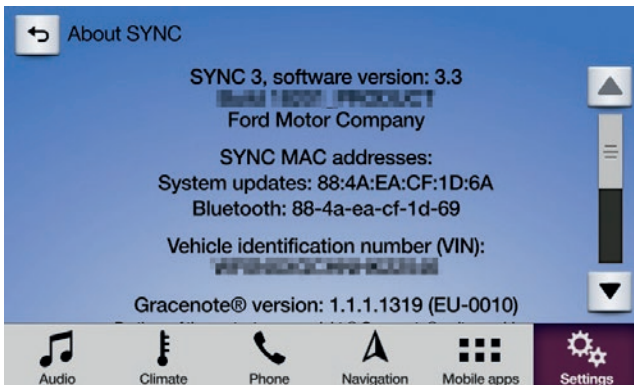 About SYNC
SYNC 3, software version: 3.3
Ford Motor Company
SYNC MAC addresses:
System updates: 88:4A:EA:CF:1D:6A
Bluetooth: 88-4a-ea-cf-1d-69
Vehicle identification number (VIN):
Gracenote® version: 1.1.1.1319 (EU-0010)
Audio
Climate
Phone
Navigation
Mobile apps
Settings